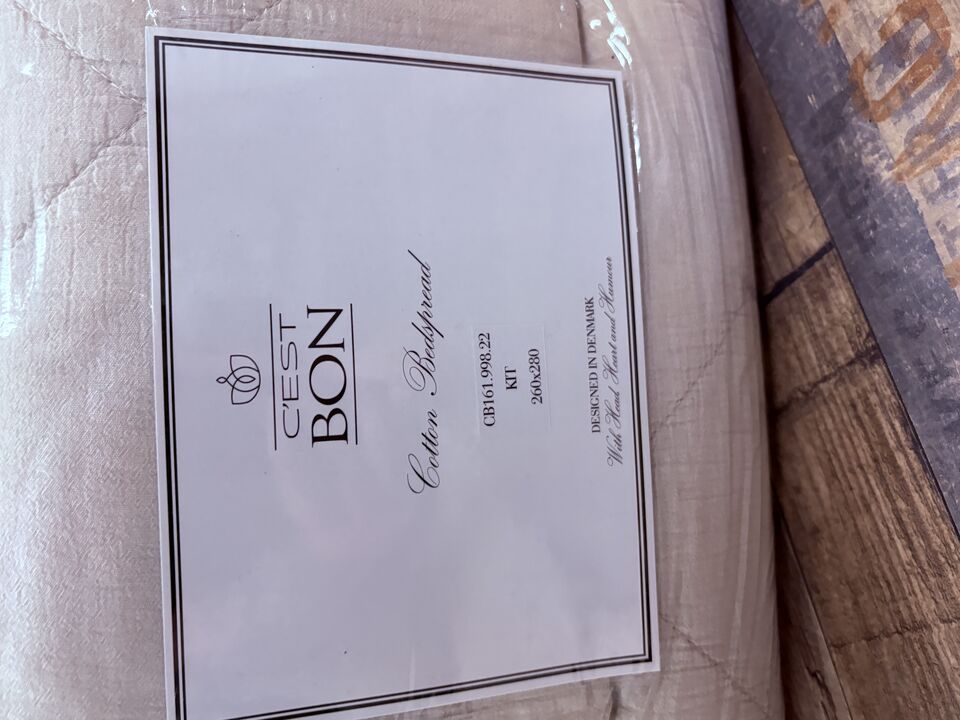 C'EST
BON
Cotton Bedspread
CB161.998.22
KIT
260x280
DESIGNED IN DENMARK
With Head, Heart and Humour